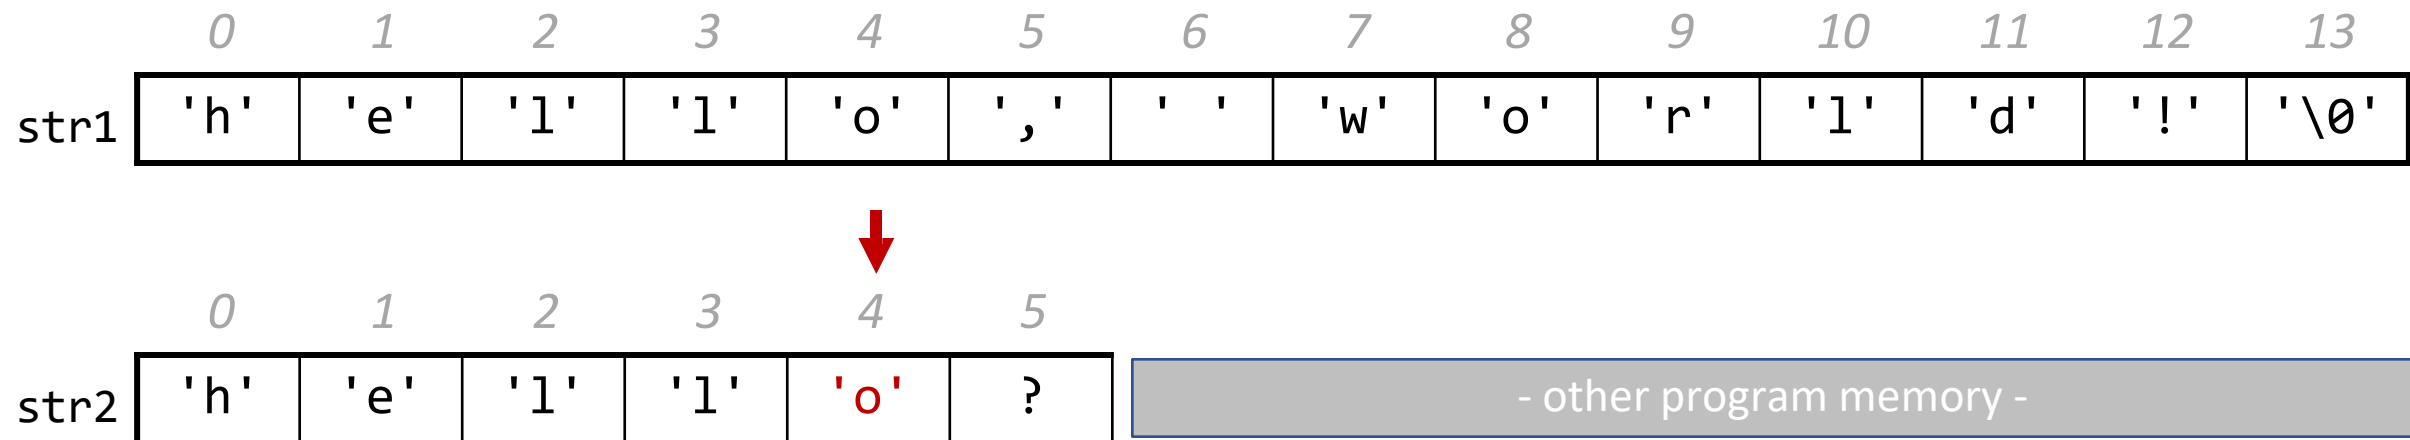 0 1 2 3 4 5 6 7 8 9 10 11 12 13
str1 'h' 'e' 'l' 'l' 'o' ',' ' ' 'w' 'o' 'r' 'l' 'd' '!' '\0'
0 1 2 3 4 5
str2 'h' 'e' 'l' 'l' 'o' ? - other program memory -